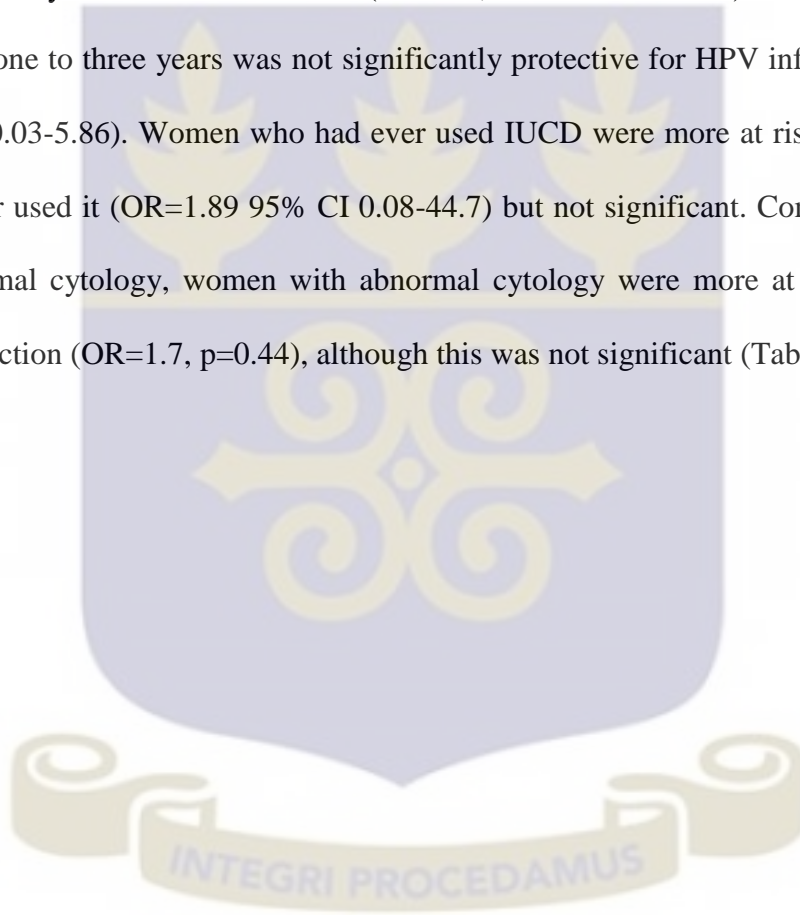 one to three years was not significantly protective for HPV inf
0.03-5.86). Women who had ever used IUCD were more at ris
used it (OR=1.89 95% CI 0.08-44.7) but not significant. Con
mal cytology, women with abnormal cytology were more at
ction (OR=1.7, p=0.44), although this was not significant (Tab
INTEGRI PROCEDAMUS